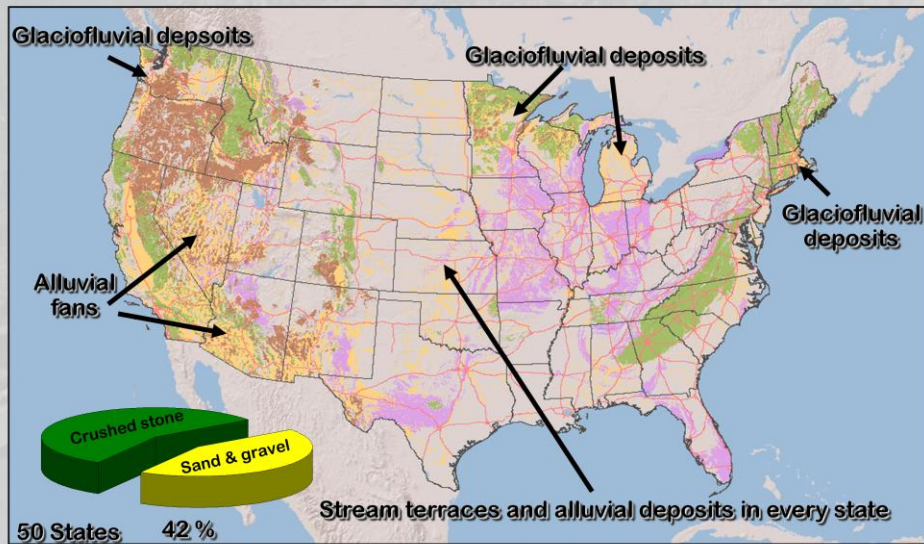 Glaciofluvial depsoits
Glaciofluvial deposits
Glaciofluvial
deposits
Alluvial
fans
Crushed stone
Sand & gravel
Stream terraces and alluvial deposits in every state
50 States
42 %